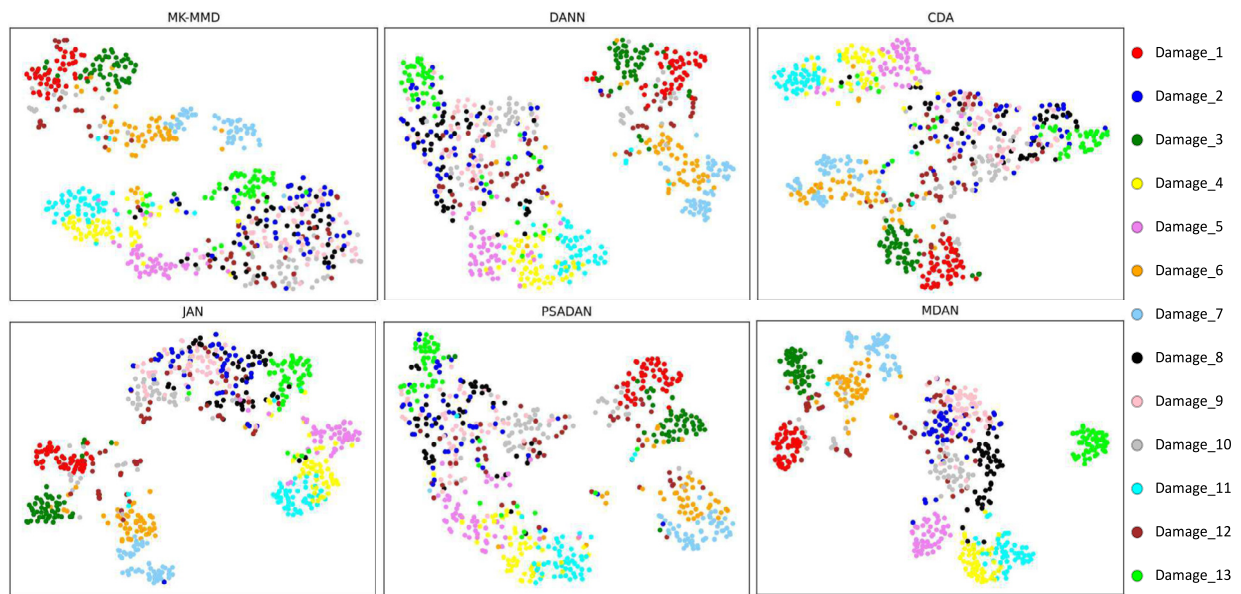 MK-MMD
DANN
CDA
JAN
PSADAN
MDAN
Damage_1
Damage_2
Damage_3
Damage_4
Damage_5
Damage_6
Damage_7
Damage_8
Damage_9
Damage_10
Damage_11
Damage_12
Damage_13